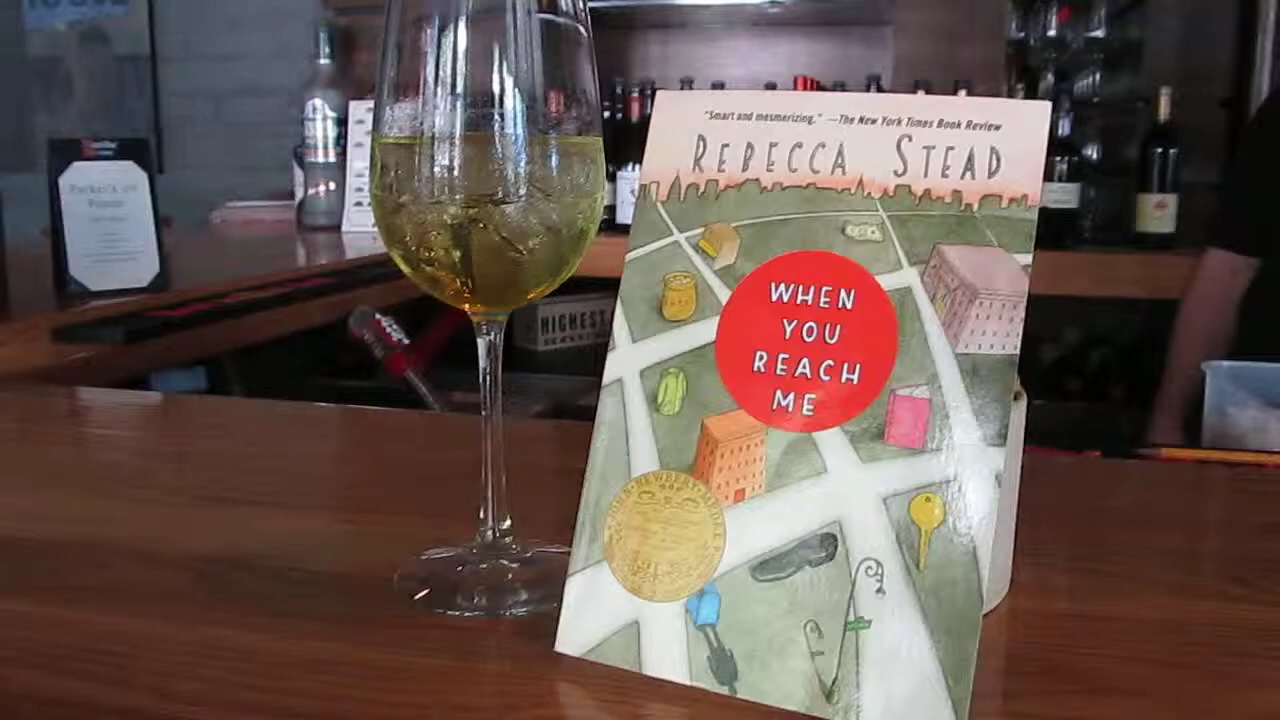 "Smart and mesmerizing." —The New York Times Book Review
REBECCA STEAD
WHEN
YOU
REACH
ME
HIGHEST